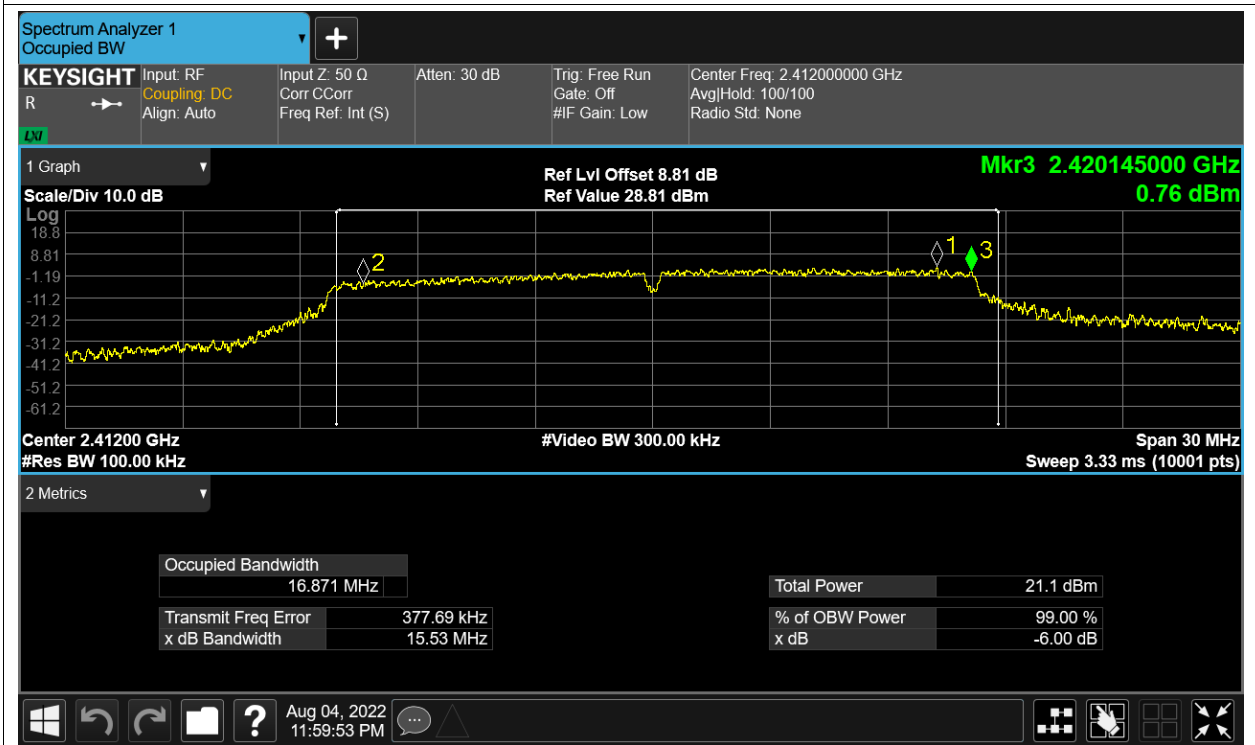 Spectrum Analyzer 1
Occupied BW
KEYSIGHT
R
LXI
Input: RF
Coupling: DC
Align: Auto
Input Z: 50 Ω
Corr CCorr
Freq Ref: Int (S)
Atten: 30 dB
Trig: Free Run
Gate: Off
#IF Gain: Low
Center Freq: 2.412000000 GHz
Avg|Hold: 100/100
Radio Std: None
1 Graph
Scale/Div 10.0 dB
Ref Lvl Offset 8.81 dB
Ref Value 28.81 dBm
Mkr3 2.420145000 GHz
0.76 dBm
Log
18.8
8.81
-1.19
-11.2
-21.2
-31.2
-41.2
-51.2
-61.2
2
1
3
Center 2.41200 GHz
#Video BW 300.00 kHz
Span 30 MHz
#Res BW 100.00 kHz
Sweep 3.33 ms (10001 pts)
2 Metrics
Occupied Bandwidth
16.871 MHz
Total Power 21.1 dBm
Transmit Freq Error 377.69 kHz
% of OBW Power 99.00 %
x dB Bandwidth 15.53 MHz
x dB -6.00 dB
?
Aug 04, 2022
11:59:53 PM